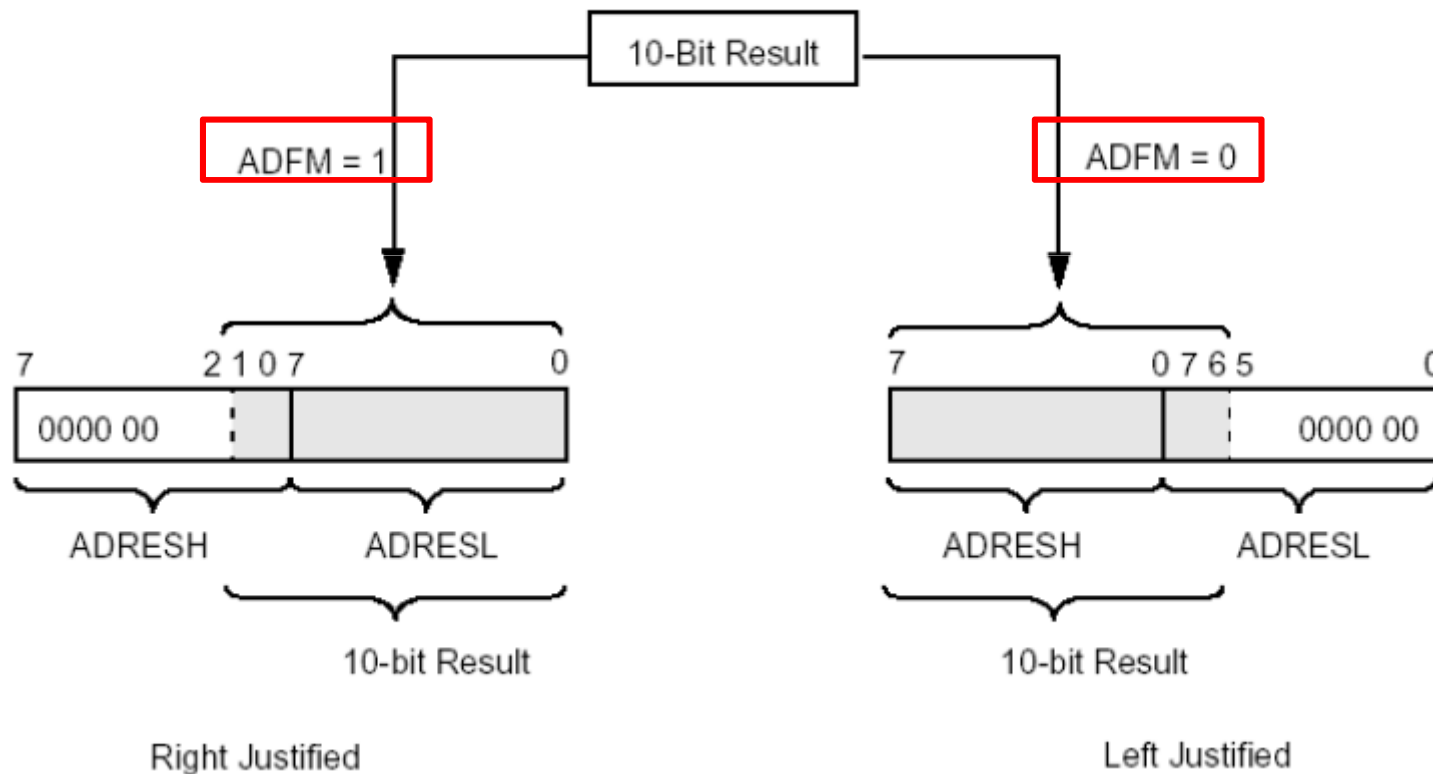 10-Bit Result
ADFM = 1 ADFM = 0
7 2 1 0 7 0 7 0 7 6 5 0
0000 00 0000 00
ADRESH ADRESL ADRESH ADRESL
10-bit Result 10-bit Result
Right Justified Left Justified